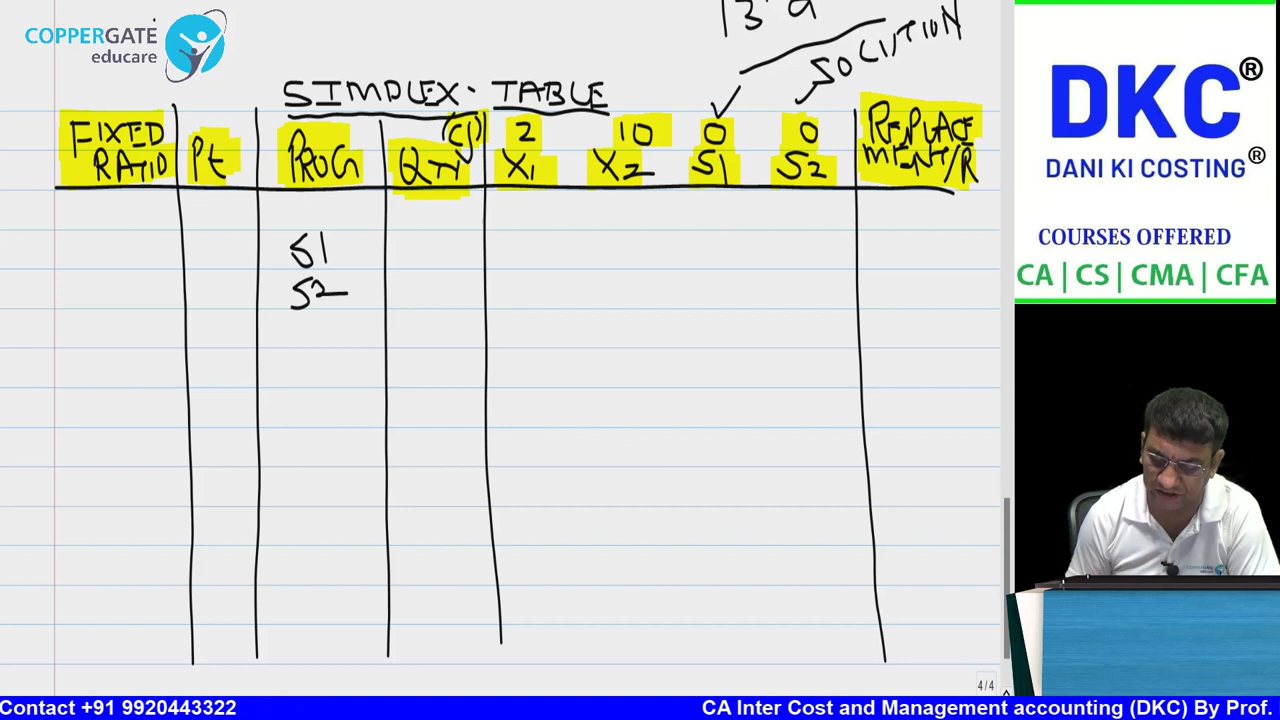 COPPERGATE
educare
SOLUTION
SIMPLEX TABLE
FIXED RATIO
Pt
PROG
QTY
(Cj)
2 10 0 0
X1 X2 S1 S2
REPLACE
MENT/R
S1
S2
DKC®
DANI KI COSTING®
COURSES OFFERED
CA | CS | CMA | CFA
4/4
Contact +91 9920443322
CA Inter Cost and Management accounting (DKC) By Prof.